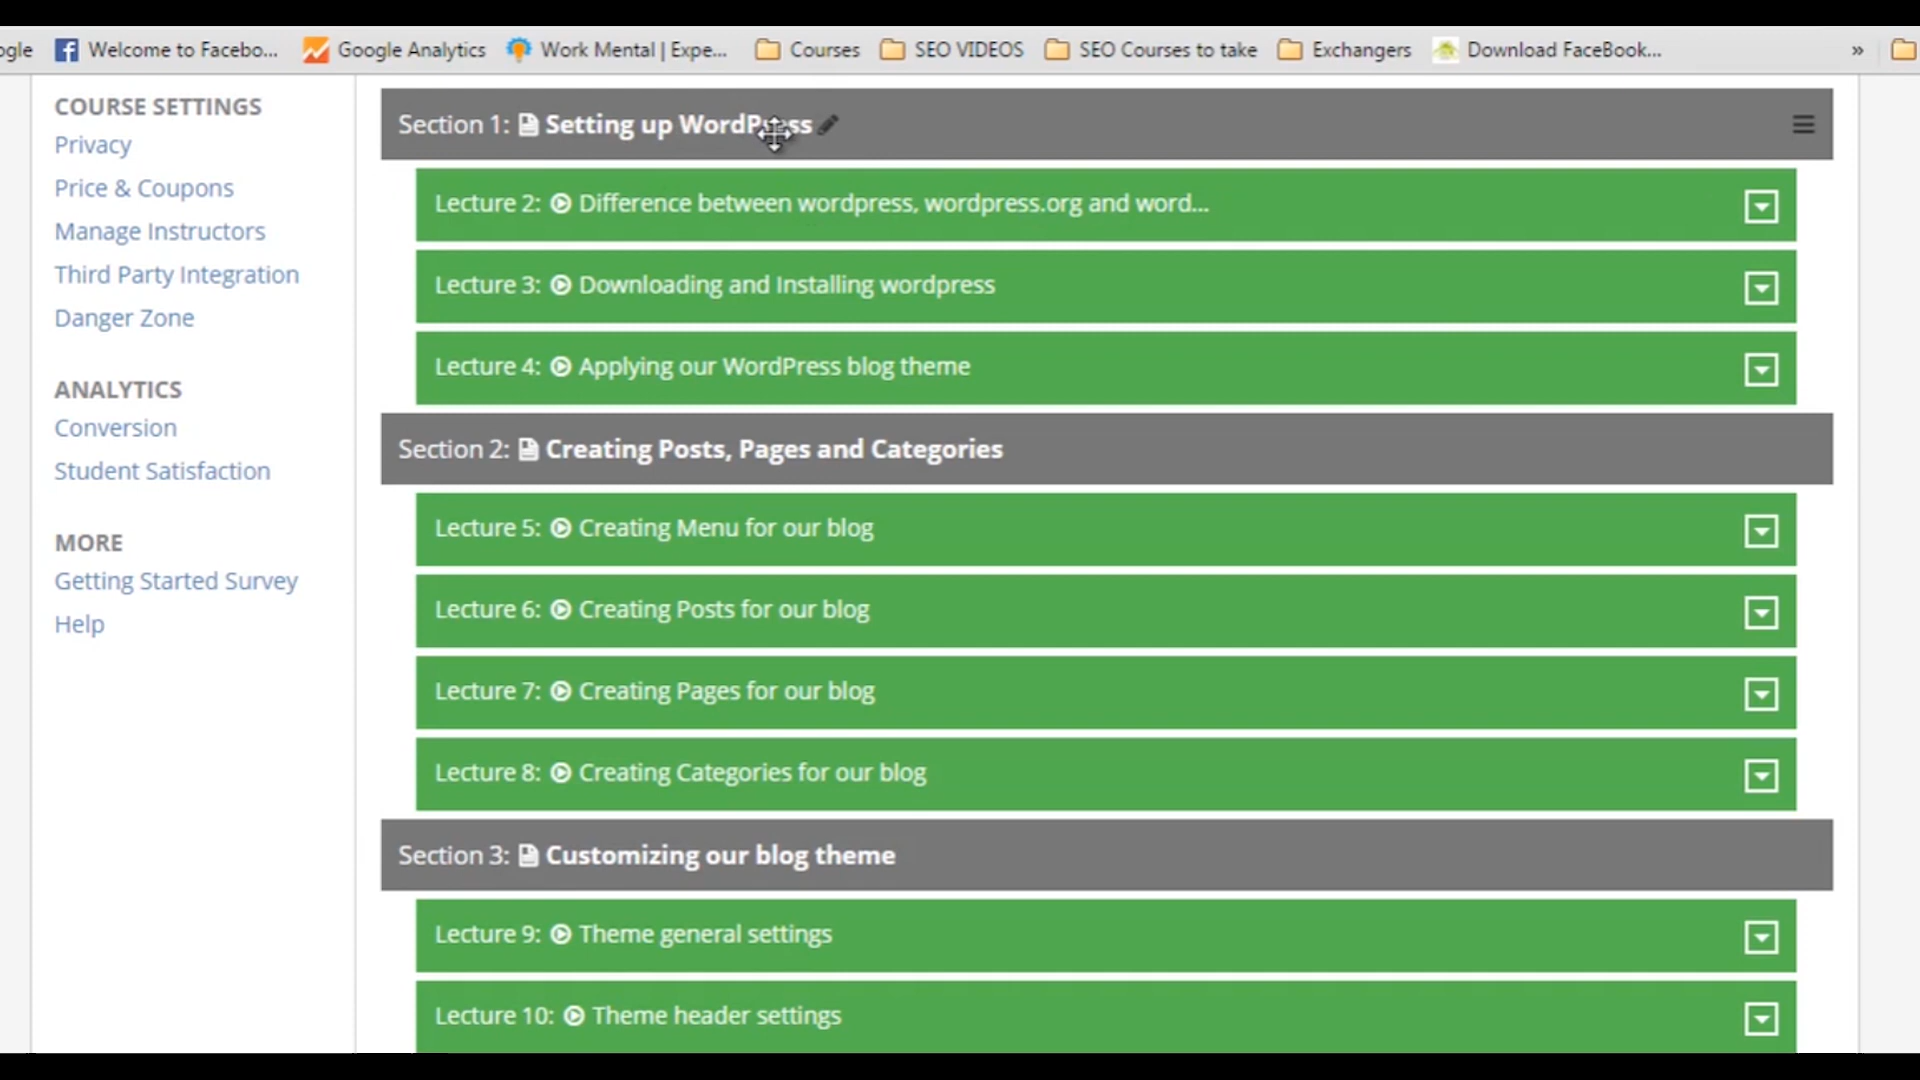 ogle Welcome to Facebo... Google Analytics Work Mental | Expe... Courses SEO VIDEOS SEO Courses to take Exchangers Download FaceBook... »
COURSE SETTINGS
Privacy
Price & Coupons
Manage Instructors
Third Party Integration
Danger Zone
ANALYTICS
Conversion
Student Satisfaction
MORE
Getting Started Survey
Help
Section 1: Setting up WordPress
Lecture 2: Difference between wordpress, wordpress.org and word...
Lecture 3: Downloading and Installing wordpress
Lecture 4: Applying our WordPress blog theme
Section 2: Creating Posts, Pages and Categories
Lecture 5: Creating Menu for our blog
Lecture 6: Creating Posts for our blog
Lecture 7: Creating Pages for our blog
Lecture 8: Creating Categories for our blog
Section 3: Customizing our blog theme
Lecture 9: Theme general settings
Lecture 10: Theme header settings